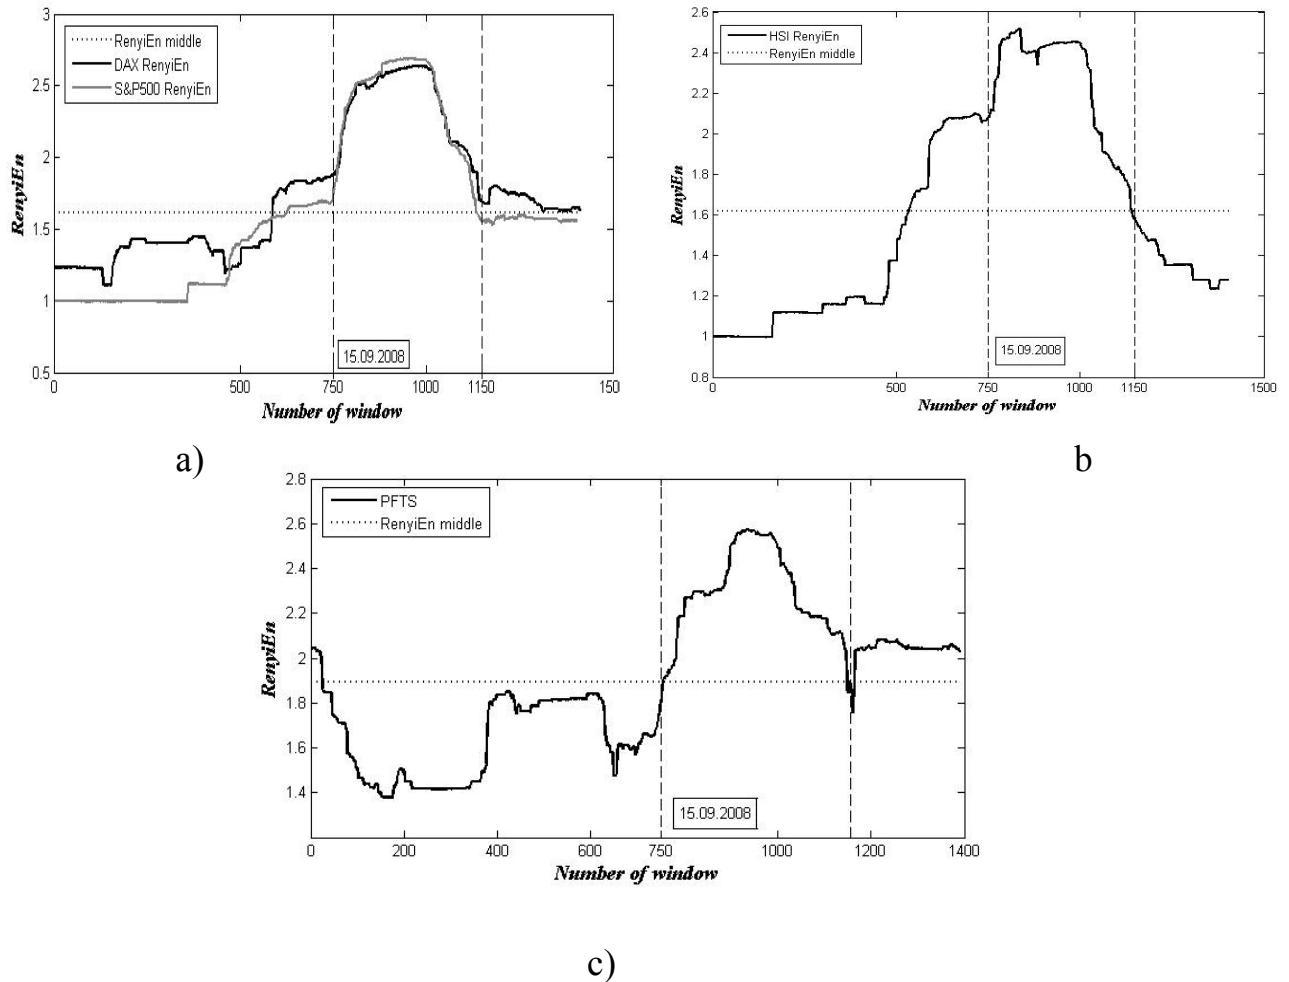 3
2.5
2
1.5
1
0.5
RenyiEn
RenyiEn middle
DAX RenyiEn
S&P500 RenyiEn
15.09.2008
0 500 750 1000 1150 150
Number of window
a)
2.6
2.4
2.2
2
1.8
1.6
1.4
1.2
1
0.8
RenyiEn
HSI RenyiEn
RenyiEn middle
15.09.2008
0 500 750 1000 1150 1500
Number of window
b
2.8
2.6
2.4
2.2
2
1.8
1.6
1.4
RenyiEn
PFTS
RenyiEn middle
15.09.2008
0 200 400 600 750 1000 1200 1400
Number of window
c)